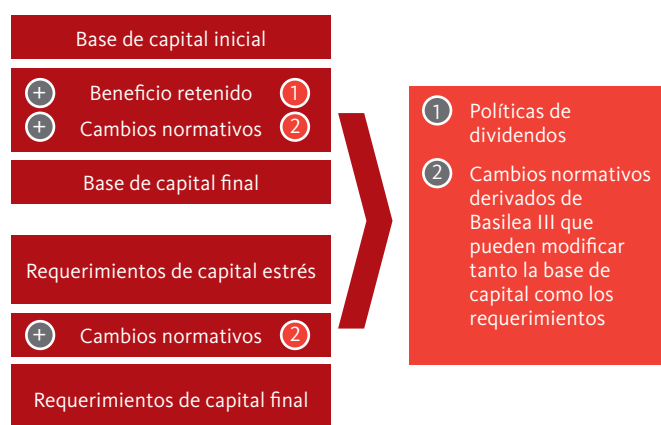 Base de capital inicial
+ Beneficio retenido 1
+ Cambios normativos 2
Base de capital final
Requerimientos de capital estrés
+ Cambios normativos 2
Requerimientos de capital final
1 Políticas de
dividendos
2 Cambios normativos
derivados de
Basilea III que
pueden modificar
tanto la base de
capital como los
requerimientos